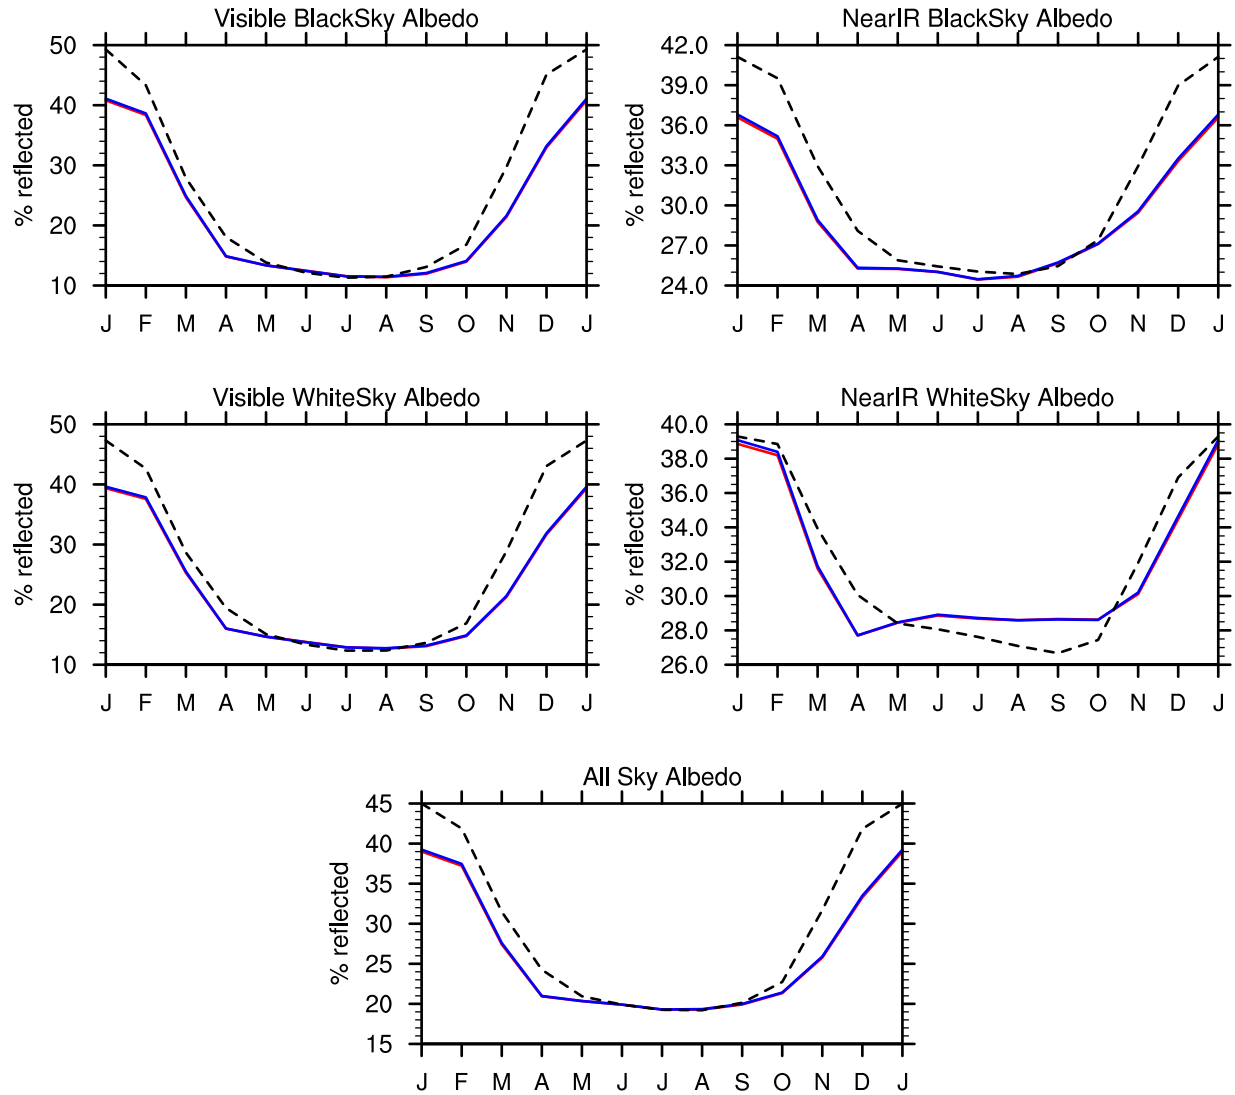 Visible BlackSky Albedo
50
40
30
20
10
% reflected
J F M A M J J A S O N D J
NearIR BlackSky Albedo
42.0
39.0
36.0
33.0
30.0
27.0
24.0
% reflected
J F M A M J J A S O N D J
Visible WhiteSky Albedo
50
40
30
20
10
% reflected
J F M A M J J A S O N D J
NearIR WhiteSky Albedo
40.0
38.0
36.0
34.0
32.0
30.0
28.0
26.0
% reflected
J F M A M J J A S O N D J
All Sky Albedo
45
40
35
30
25
20
15
% reflected
J F M A M J J A S O N D J